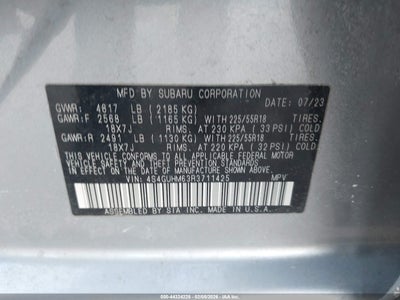 MFD BY SUBARU CORPORATION DATE: 07/23
GVWR: 4817 LB (2185 KG)
GAWR:F 2568 LB (1165 KG) WITH 225/55R18 TIRES.
18X7J RIMS. AT 230 KPA ( 33 PSI) COLD
GAWR:R 2491 LB (1130 KG) WITH 225/55R18 TIRES.
18X7J RIMS. AT 220 KPA ( 32 PSI) COLD
THIS VEHICLE CONFORMS TO ALL APPLICABLE FEDERAL MOTOR
VEHICLE SAFETY, BUMPER AND THEFT PREVENTION STANDARDS
IN EFFECT ON THE DATE OF MANUFACTURE SHOWN ABOVE.
VIN: 4S4GUHM63R3711425 MPV
ASSEMBLED BY SIA INC. IN U.S.A.